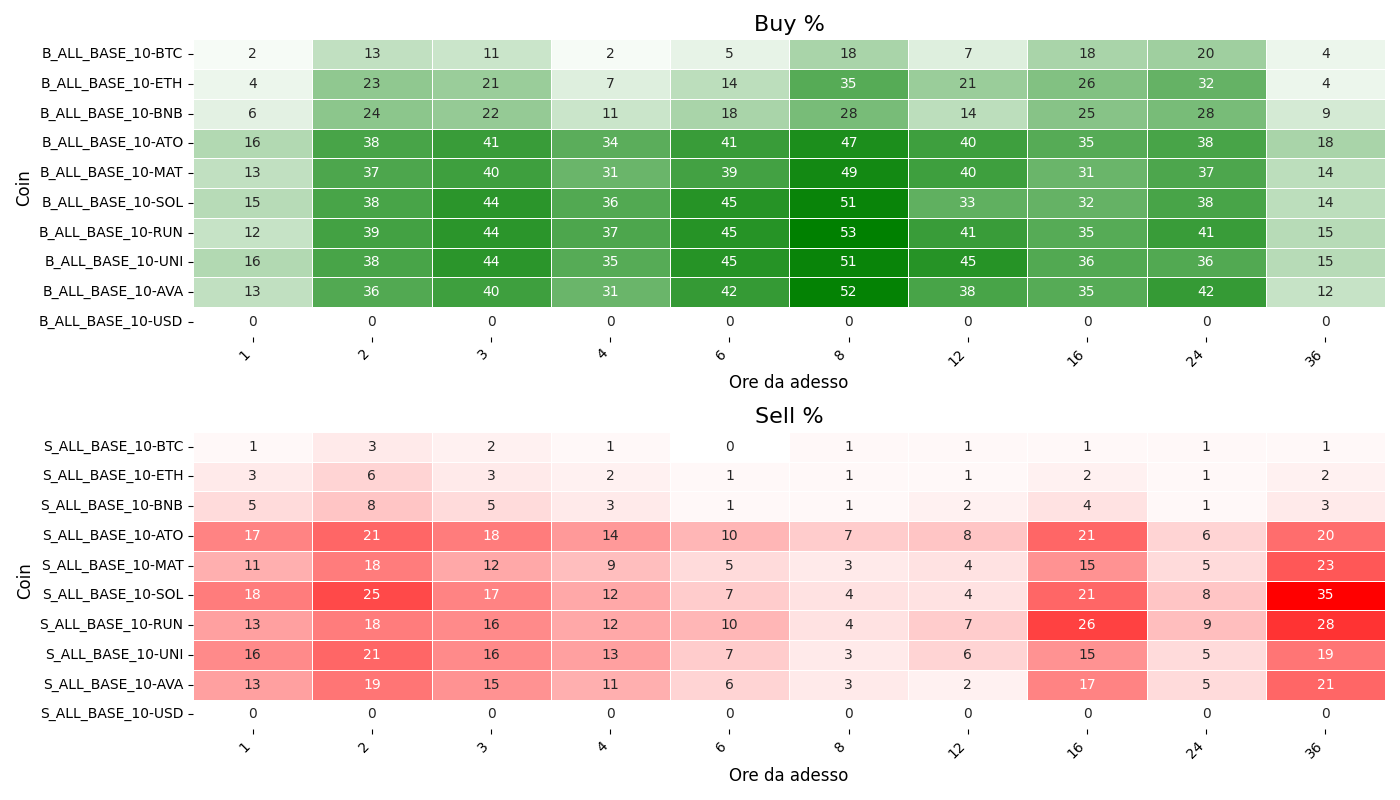 Buy %
Coin
B_ALL_BASE_10-BTC 2 13 11 2 5 18 7 18 20 4
B_ALL_BASE_10-ETH 4 23 21 7 14 35 21 26 32 4
B_ALL_BASE_10-BNB 6 24 22 11 18 28 14 25 28 9
B_ALL_BASE_10-ATO 16 38 41 34 41 47 40 35 38 18
B_ALL_BASE_10-MAT 13 37 40 31 39 49 40 31 37 14
B_ALL_BASE_10-SOL 15 38 44 36 45 51 33 32 38 14
B_ALL_BASE_10-RUN 12 39 44 37 45 53 41 35 41 15
B_ALL_BASE_10-UNI 16 38 44 35 45 51 45 36 36 15
B_ALL_BASE_10-AVA 13 36 40 31 42 52 38 35 42 12
B_ALL_BASE_10-USD 0 0 0 0 0 0 0 0 0 0
1 2 3 4 6 8 12 16 24 36
Ore da adesso
Sell %
Coin
S_ALL_BASE_10-BTC 1 3 2 1 0 1 1 1 1 1
S_ALL_BASE_10-ETH 3 6 3 2 1 1 1 2 1 2
S_ALL_BASE_10-BNB 5 8 5 3 1 1 2 4 1 3
S_ALL_BASE_10-ATO 17 21 18 14 10 7 8 21 6 20
S_ALL_BASE_10-MAT 11 18 12 9 5 3 4 15 5 23
S_ALL_BASE_10-SOL 18 25 17 12 7 4 4 21 8 35
S_ALL_BASE_10-RUN 13 18 16 12 10 4 7 26 9 28
S_ALL_BASE_10-UNI 16 21 16 13 7 3 6 15 5 19
S_ALL_BASE_10-AVA 13 19 15 11 6 3 2 17 5 21
S_ALL_BASE_10-USD 0 0 0 0 0 0 0 0 0 0
1 2 3 4 6 8 12 16 24 36
Ore da adesso